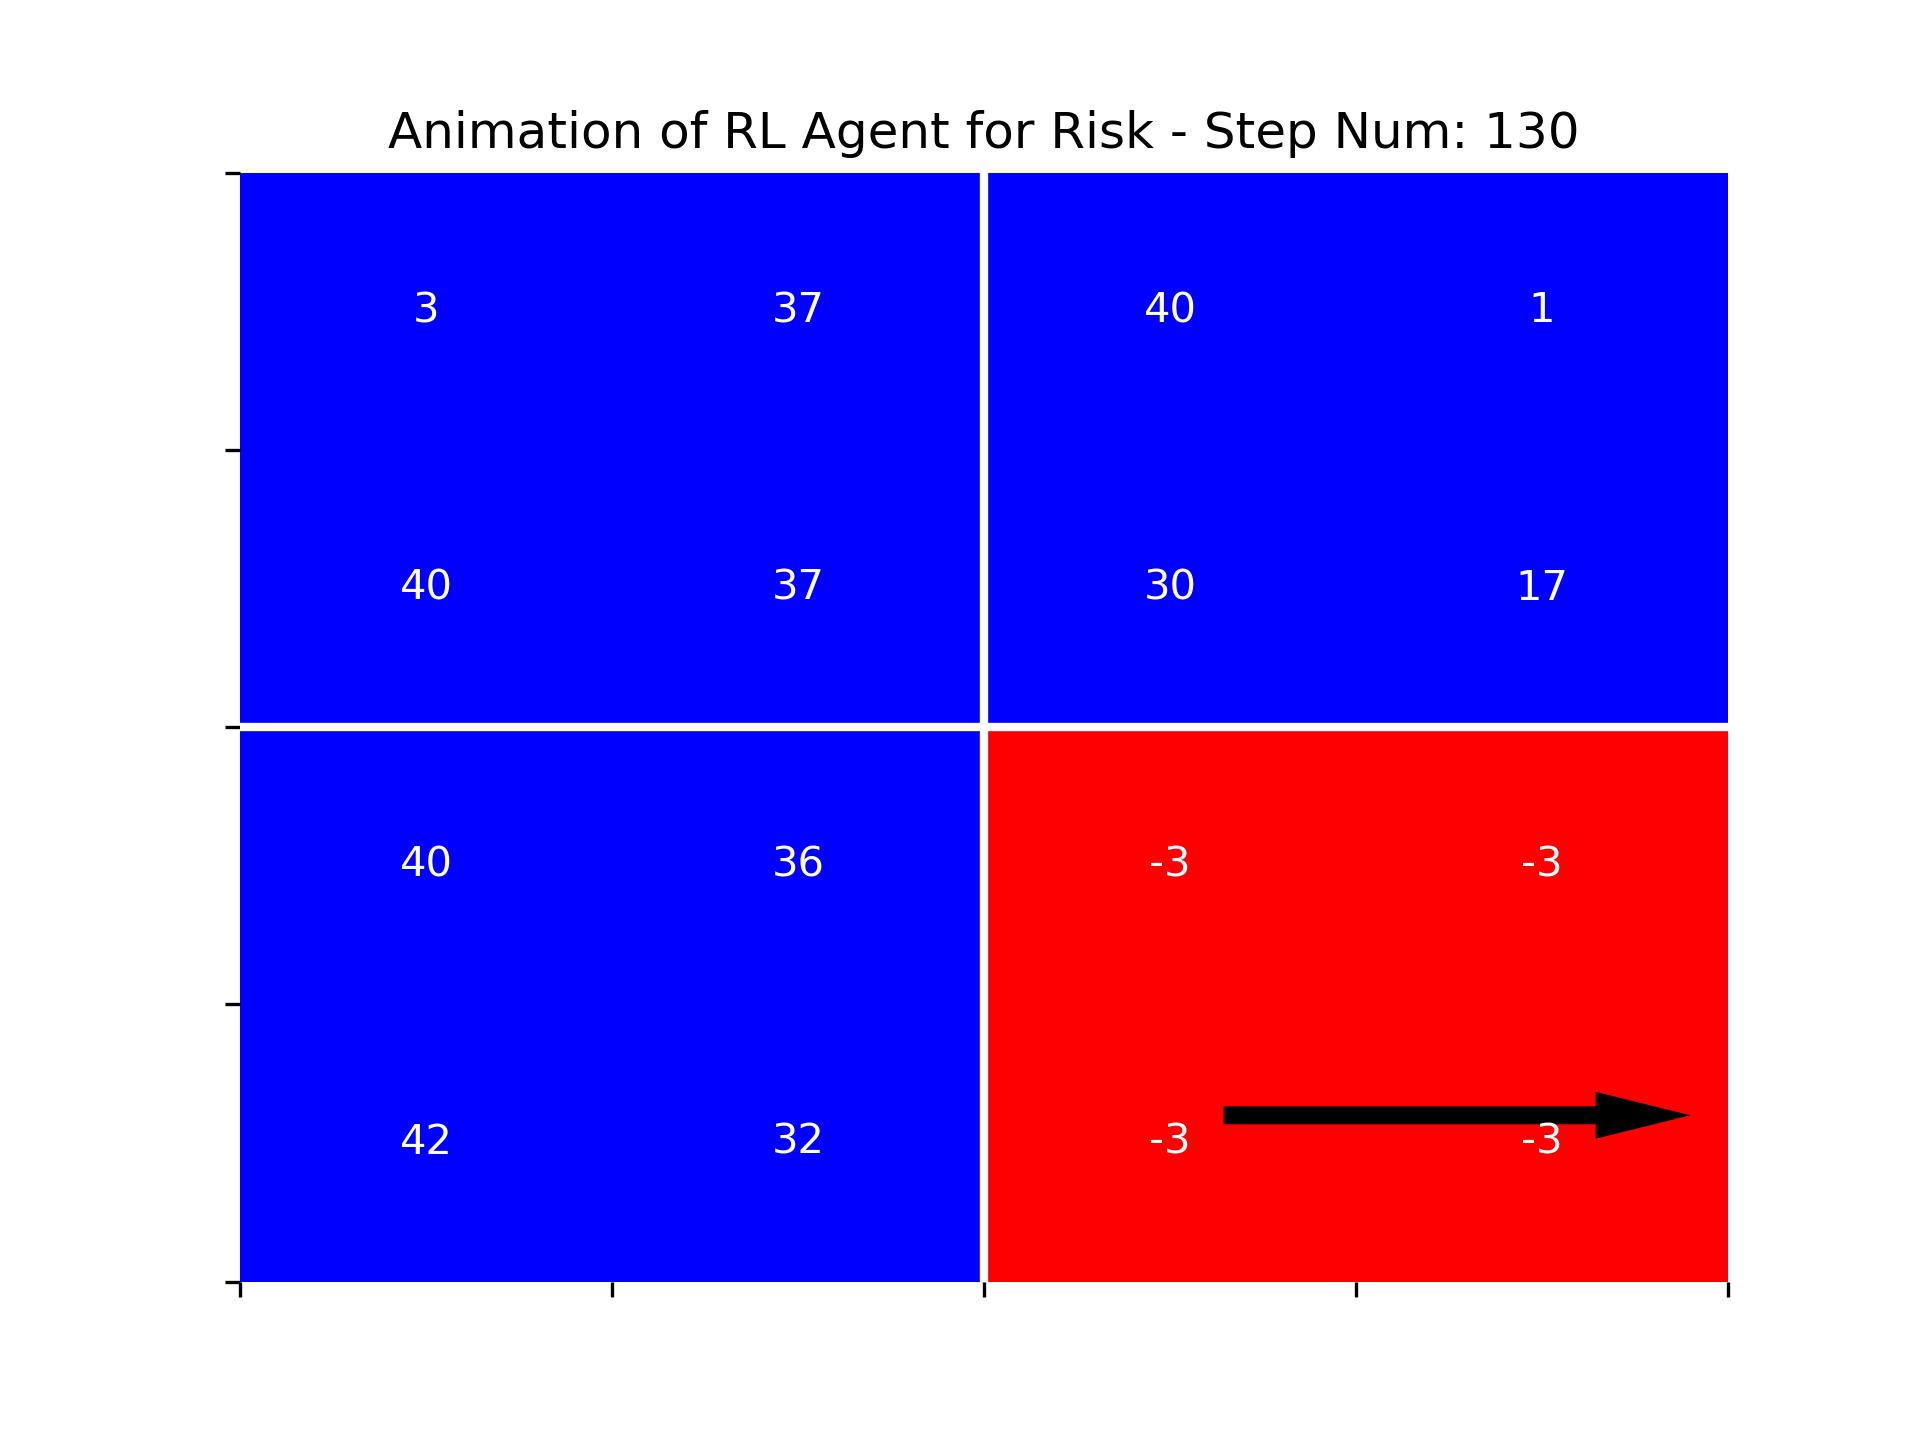 Animation of RL Agent for Risk - Step Num: 130
3 37 40 1
40 37 30 17
40 36 -3 -3
42 32 -3 -3